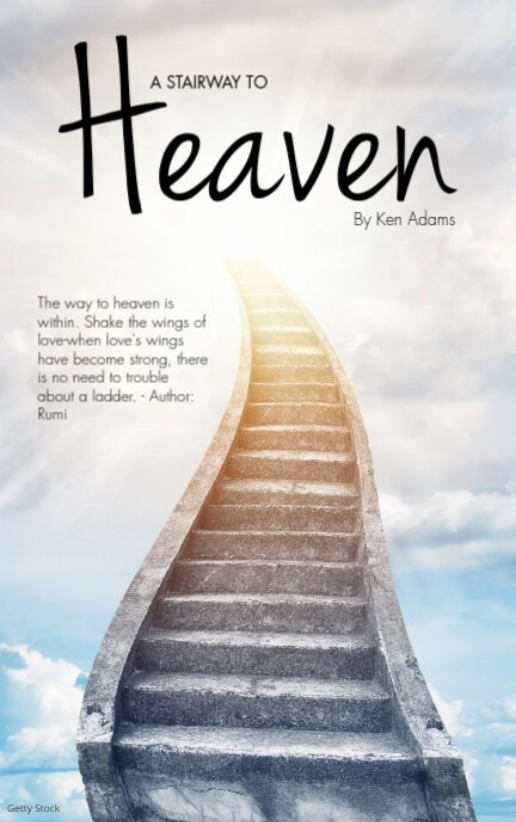 A STAIRWAY TO
Heaven
By Ken Adams
The way to heaven is
within. Shake the wings of
love-when love's wings
have become strong, there
is no need to trouble
about a ladder. - Author:
Rumi
Getty Stock